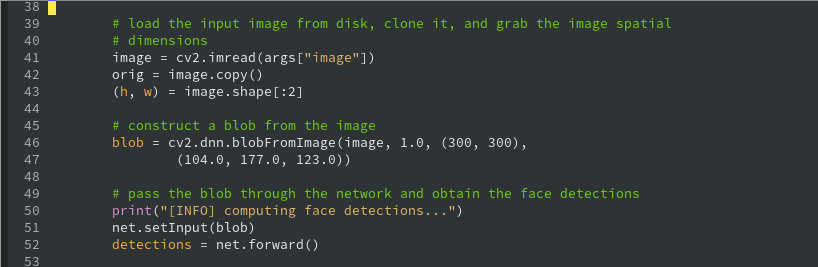 38
39 # load the input image from disk, clone it, and grab the image spatial
40 # dimensions
41 image = cv2.imread(args["image"])
42 orig = image.copy()
43 (h, w) = image.shape[:2]
44
45 # construct a blob from the image
46 blob = cv2.dnn.blobFromImage(image, 1.0, (300, 300),
47 (104.0, 177.0, 123.0))
48
49 # pass the blob through the network and obtain the face detections
50 print("[INFO] computing face detections...")
51 net.setInput(blob)
52 detections = net.forward()
53